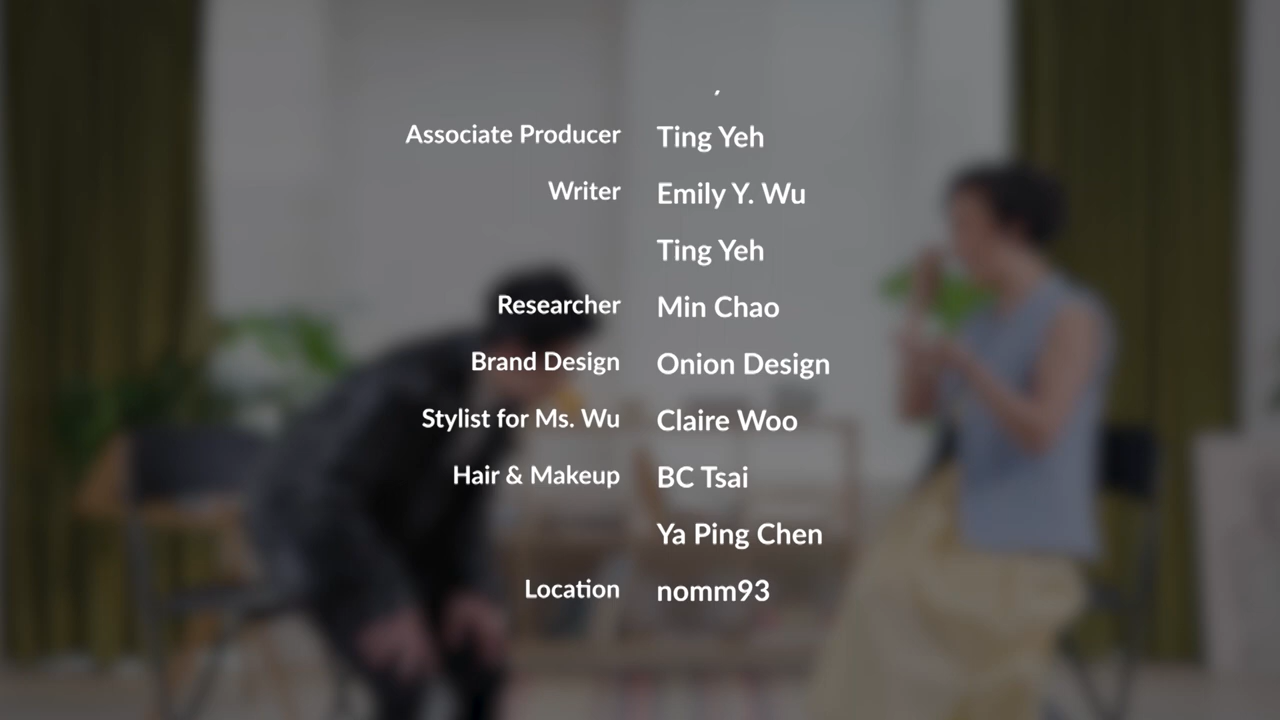 Associate Producer Ting Yeh
Writer Emily Y. Wu
Ting Yeh
Researcher Min Chao
Brand Design Onion Design
Stylist for Ms. Wu Claire Woo
Hair & Makeup BC Tsai
Ya Ping Chen
Location nomm93